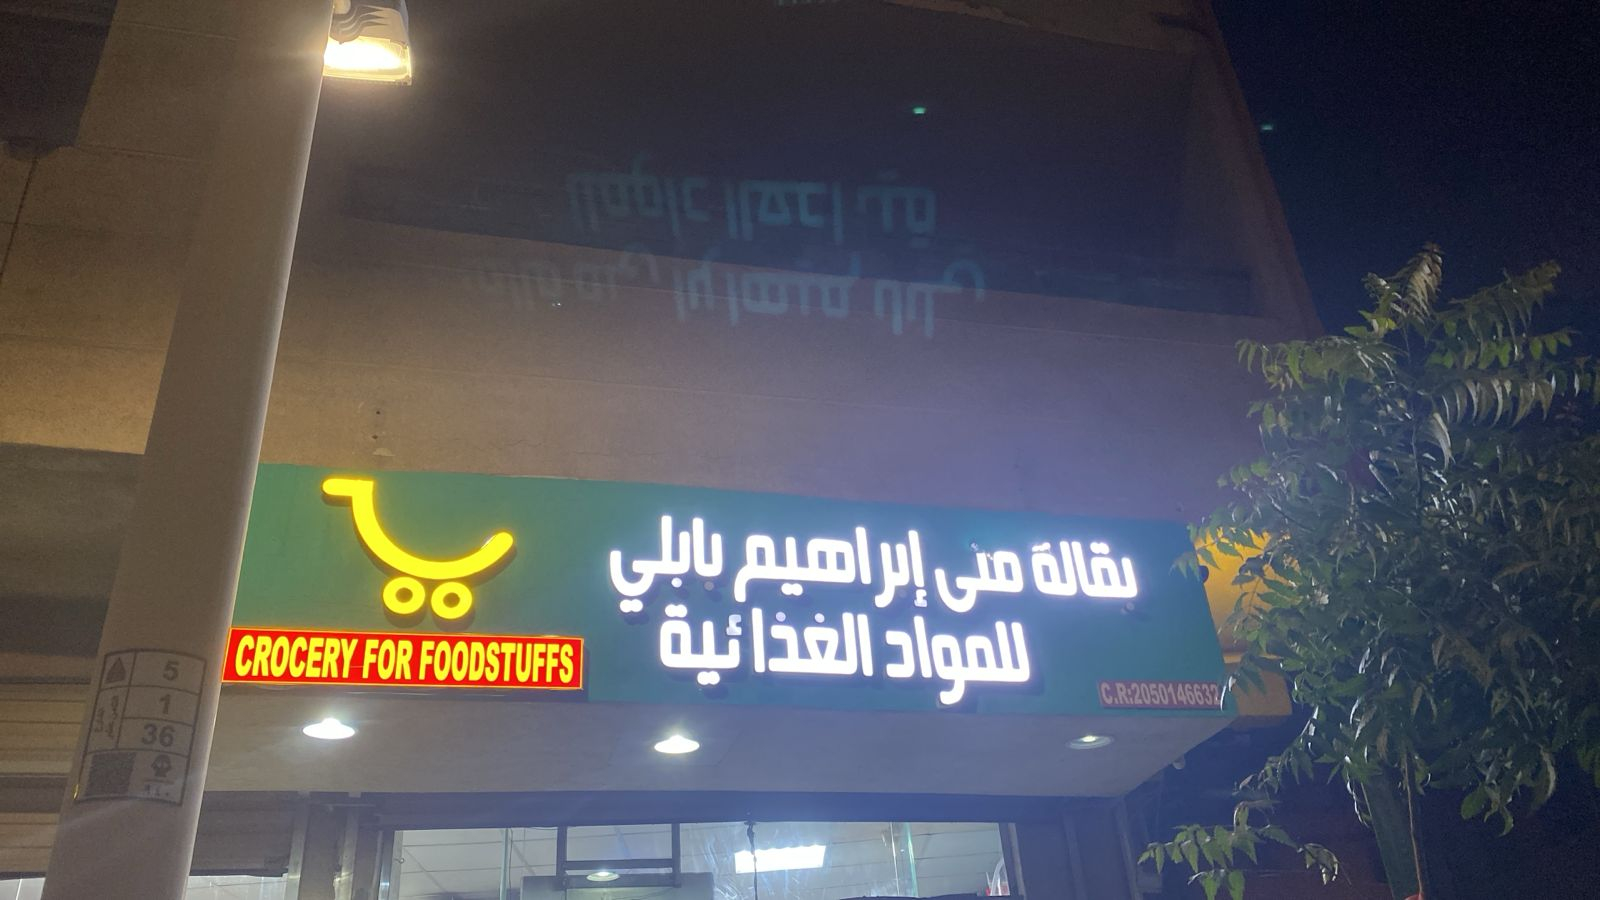 بقالة منى إبراهيم بابلي
للمواد الغذائية
CROCERY FOR FOODSTUFFS
C.R:2050146632
5
1
36